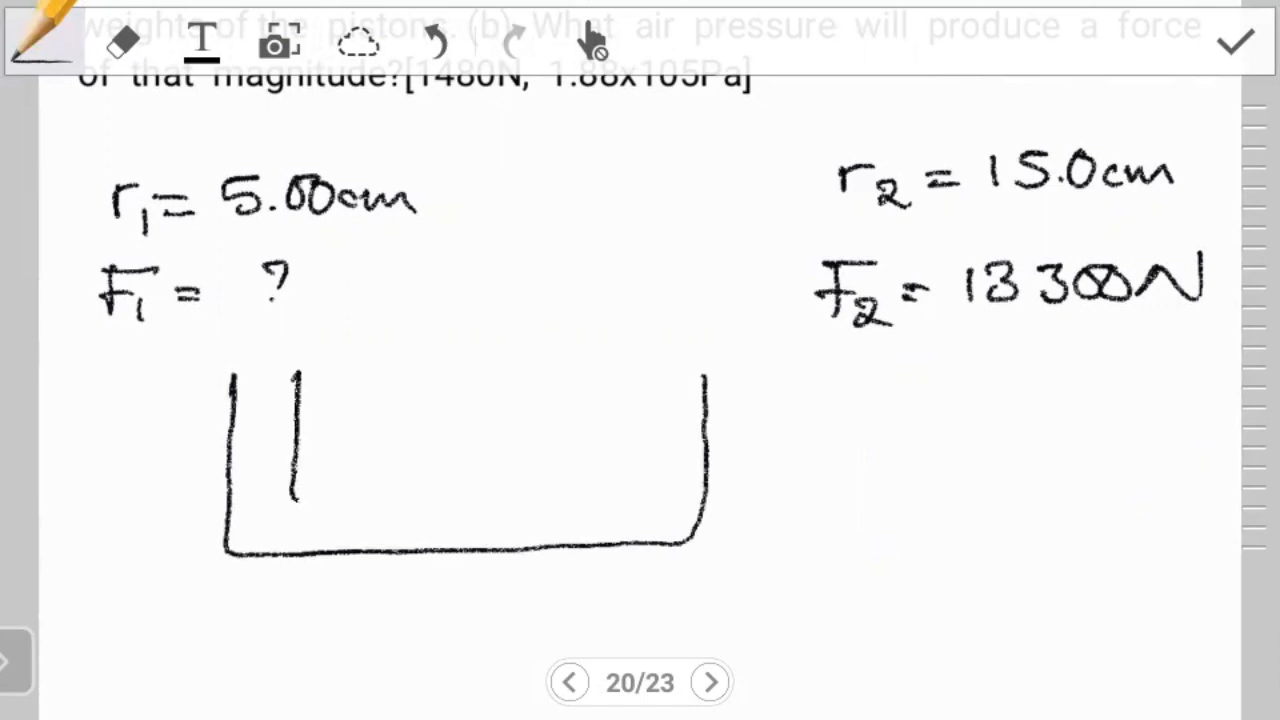 weights of the pistons. (b) What air pressure will produce a force
of that magnitude?[1480N, 1.88x105Pa]
r₁= 5.00cm
r₂ = 15.0cm
F₁ = ?
F₂ = 13300N
20/23